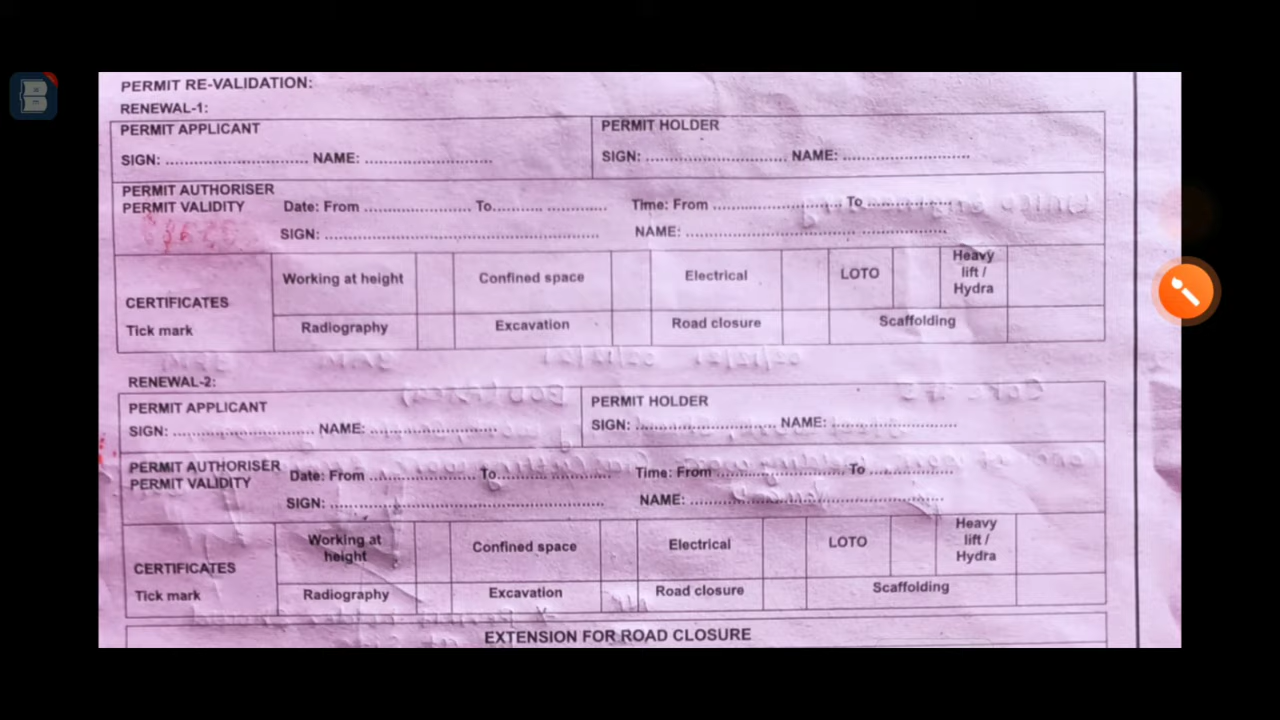 PERMIT RE-VALIDATION:
RENEWAL-1:
PERMIT APPLICANT
SIGN: ................................. NAME: ..............................
PERMIT HOLDER
SIGN: ................................. NAME: ..............................
PERMIT AUTHORISER
PERMIT VALIDITY
Date: From ......................... To........... ..............
Time: From .............................. To ....................
SIGN: ................................................................
NAME: ........................................ ....................
CERTIFICATES
Tick mark
Working at height
Confined space
Electrical
LOTO
Heavy
lift /
Hydra
Radiography
Excavation
Road closure
Scaffolding
RENEWAL-2:
PERMIT APPLICANT
SIGN: ................................. NAME: ..............................
PERMIT HOLDER
SIGN: ................................. NAME: ..............................
PERMIT AUTHORISER
PERMIT VALIDITY
Date: From ......................... To........... ..............
Time: From .............................. To ....................
SIGN: ................................................................
NAME: ............................................................
CERTIFICATES
Tick mark
Working at
height
Confined space
Electrical
LOTO
Heavy
lift /
Hydra
Radiography
Excavation
Road closure
Scaffolding
EXTENSION FOR ROAD CLOSURE